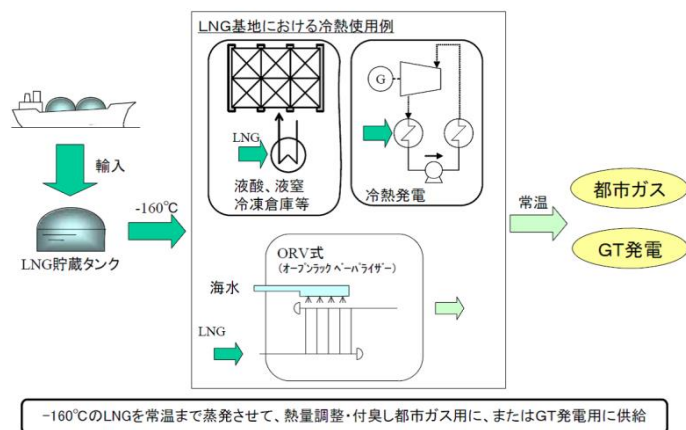 LNG基地における冷熱使用例
G
LNG
液酸、液窒
冷凍倉庫等
冷熱発電
輸入
-160℃
LNG貯蔵タンク
常温
都市ガス
GT発電
ORV式
(オープンラックベーパライザー)
海水
LNG
-160℃のLNGを常温まで蒸発させて、熱量調整・付臭し都市ガス用に、またはGT発電用に供給